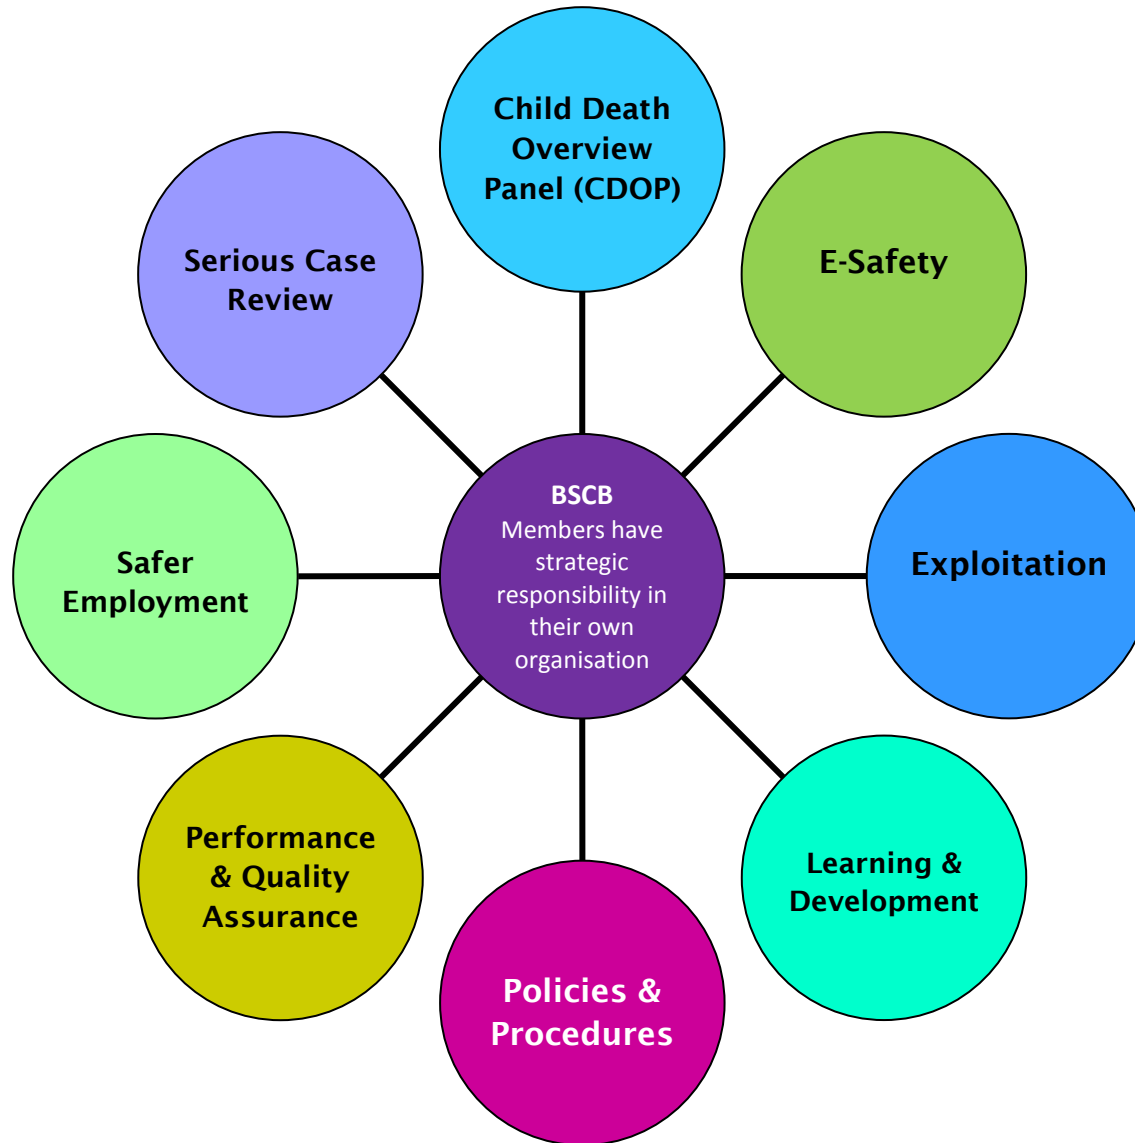 Child Death
Overview
Panel (CDOP)
E-Safety
Exploitation
Learning &
Development
Policies &
Procedures
Performance
& Quality
Assurance
Safer
Employment
Serious Case
Review
BSCB
Members have
strategic
responsibility in
their own
organisation